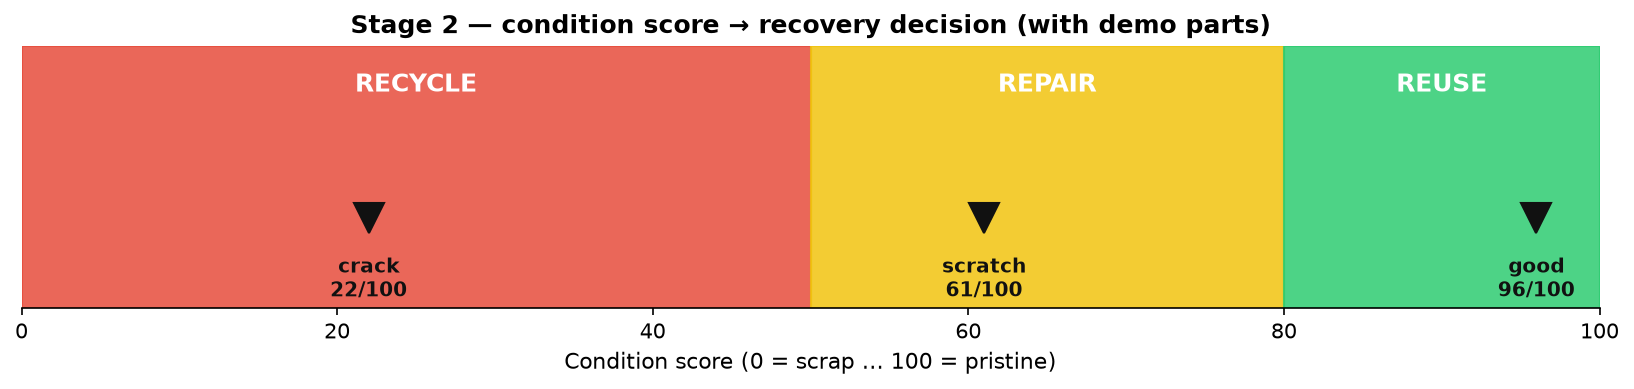 Stage 2 — condition score → recovery decision (with demo parts)
RECYCLE
REPAIR
REUSE
crack
22/100
scratch
61/100
good
96/100
0
20
40
60
80
100
Condition score (0 = scrap ... 100 = pristine)